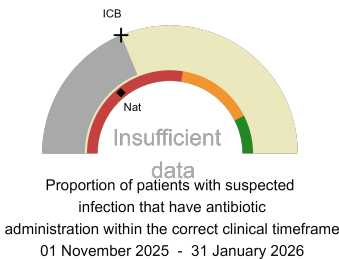 ICB
Nat
Insufficient
data
Proportion of patients with suspected
infection that have antibiotic
administration within the correct clinical timeframe
01 November 2025 - 31 January 2026